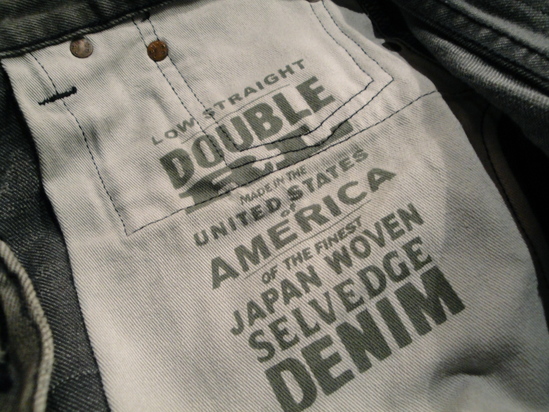 LOW STRAIGHT
DOUBLE
MADE IN THE
UNITED STATES
OF
AMERICA
OF THE FINEST
JAPAN WOVEN
SELVEDGE
DENIM